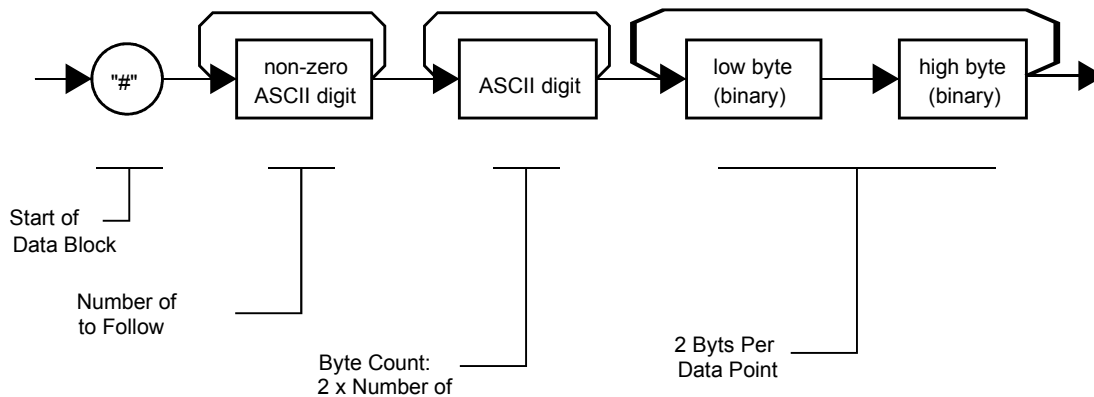 "#"
non-zero
ASCII digit
ASCII digit
low byte
(binary)
high byte
(binary)
Start of
Data Block
Number of
to Follow
Byte Count:
2 x Number of
2 Byts Per
Data Point